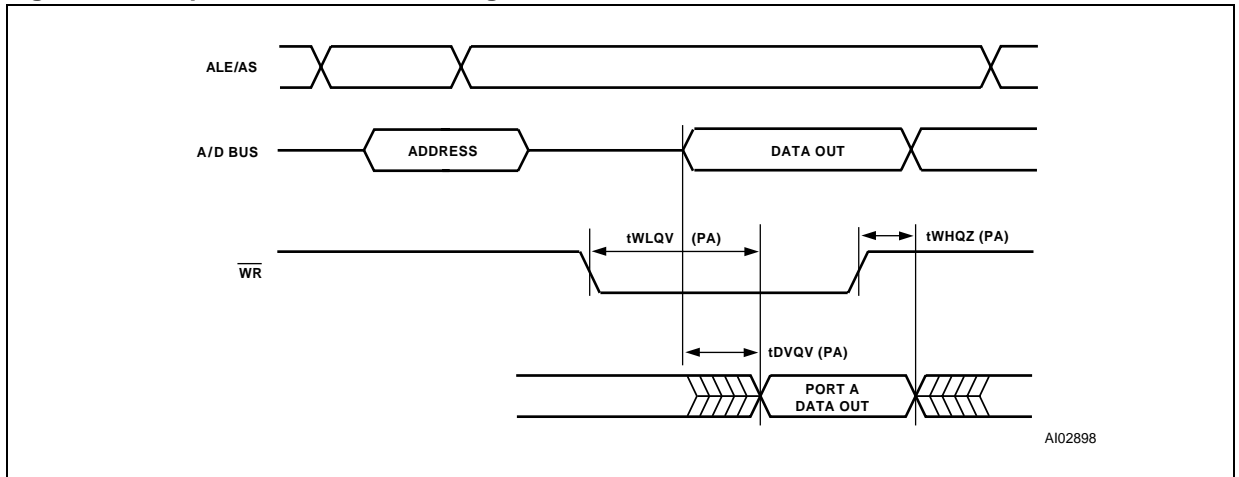 ALE/AS
A/D BUS
ADDRESS
DATA OUT
tWLQV (PA)
tWHQZ (PA)
WR
tDVQV (PA)
PORT A
DATA OUT
AI02898